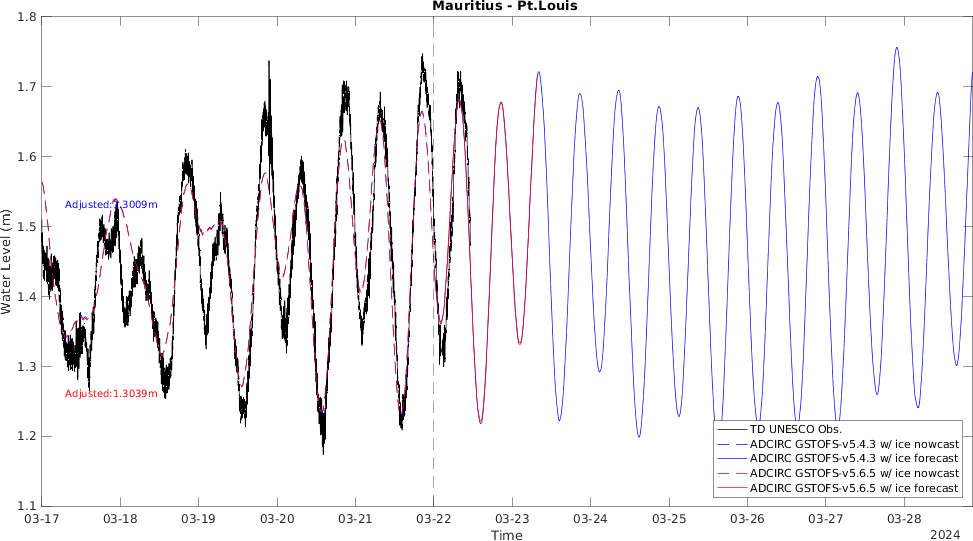 Mauritius - Pt.Louis
1.8
1.7
1.6
1.5
1.4
1.3
1.2
1.1
Water Level (m)
Adjusted:1.3009m
Adjusted:1.3039m
TD UNESCO Obs.
ADCIRC GSTOFS-v5.4.3 w/ ice nowcast
ADCIRC GSTOFS-v5.4.3 w/ ice forecast
ADCIRC GSTOFS-v5.6.5 w/ ice nowcast
ADCIRC GSTOFS-v5.6.5 w/ ice forecast
03-17 03-18 03-19 03-20 03-21 03-22 03-23 03-24 03-25 03-26 03-27 03-28
Time
2024